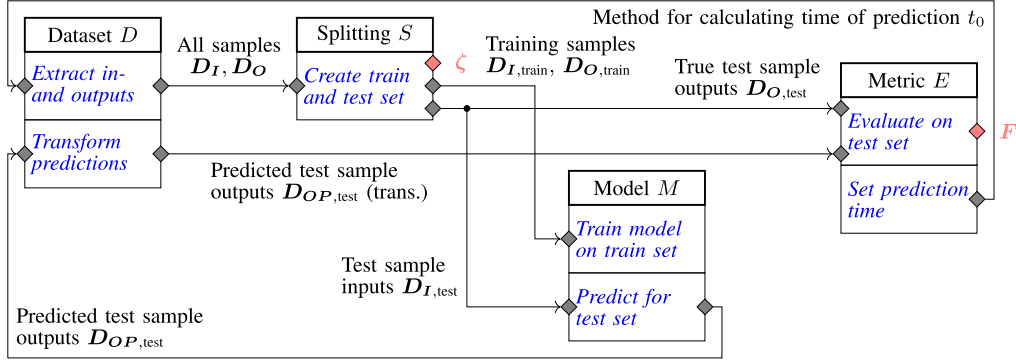 Method for calculating time of prediction t₀
Dataset D
Extract in-
and outputs
Transform
predictions
All samples
D_I, D_O
Splitting S
Create train
and test set
ζ
Training samples
D_I,train, D_O,train
True test sample
outputs D_O,test
Metric E
Evaluate on
test set
F
Set prediction
time
Predicted test sample
outputs D_OP,test (trans.)
Model M
Train model
on train set
Predict for
test set
Test sample
inputs D_I,test
Predicted test sample
outputs D_OP,test